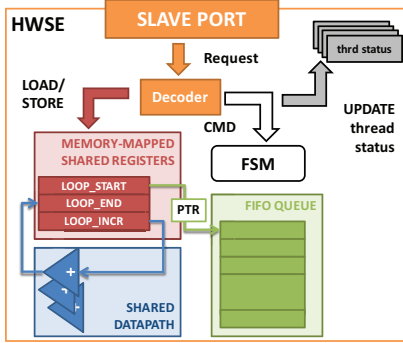 HWSE
SLAVE PORT
thrd status
Request
LOAD/
STORE
Decoder
CMD
UPDATE
thread
status
MEMORY-MAPPED
SHARED REGISTERS
FSM
LOOP_START
LOOP_END
LOOP_INCR
PTR
FIFO QUEUE
+
+
+
SHARED
DATAPATH